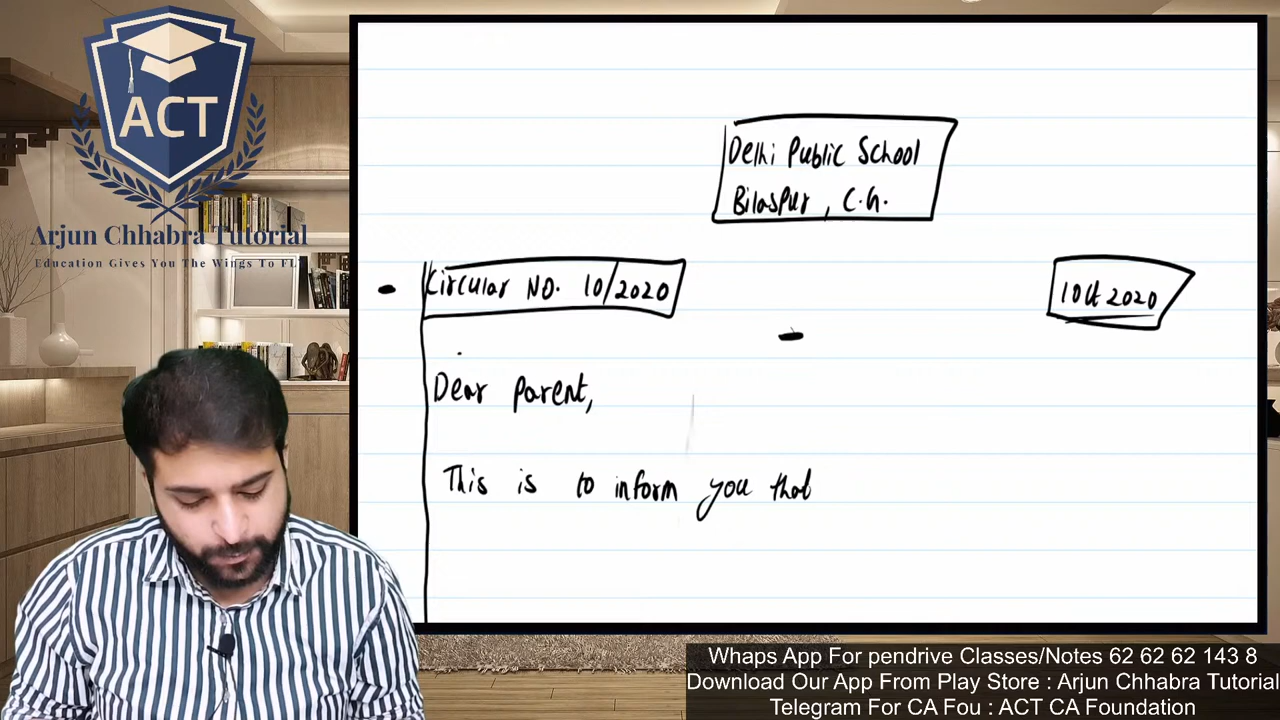 ACT
Arjun Chhabra Tutorial
Education Gives You The Wings To FL
Delhi Public School
Bilaspur, C.G.
Circular NO. 10/2020
1 Oct 2020
Dear parent,
This is to inform you that
Whaps App For pendrive Classes/Notes 62 62 62 143 8
Download Our App From Play Store : Arjun Chhabra Tutorial
Telegram For CA Fou : ACT CA Foundation